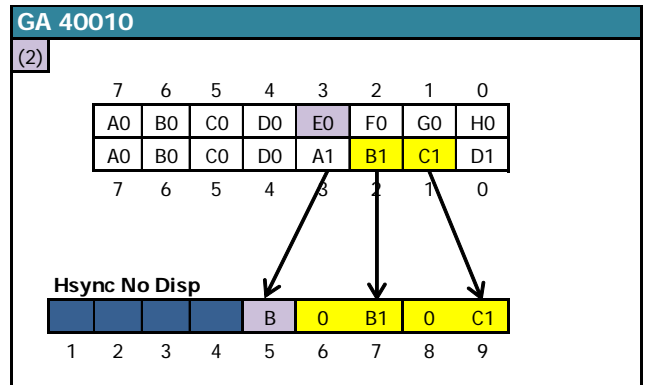 GA 40010
(2)
7 6 5 4 3 2 1 0
A0 B0 C0 D0 E0 F0 G0 H0
A0 B0 C0 D0 A1 B1 C1 D1
7 6 5 4 3 2 1 0
Hsync No Disp
B 0 B1 0 C1
1 2 3 4 5 6 7 8 9